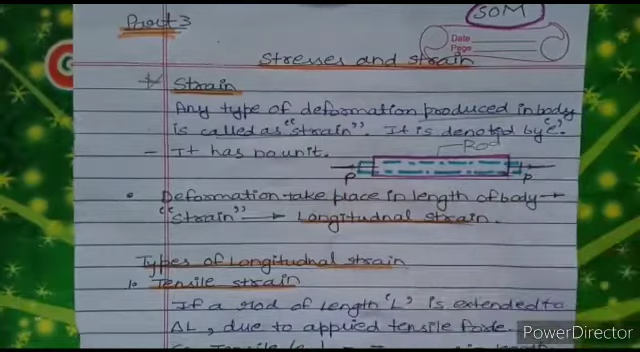 Part 3
SOM
Date
Page
Stresses and strain
Strain
Any type of deformation produced in body
is called as "strain". It is denoted by 'e'.
- It has no unit.
Rod
P P
• Deformation take place in length of body →
"strain" → Longitudnal strain.
Types of Longitudnal strain
1. Tensile strain
If a rod of length 'L' is extended to
ΔL, due to applied tensile
PowerDirector